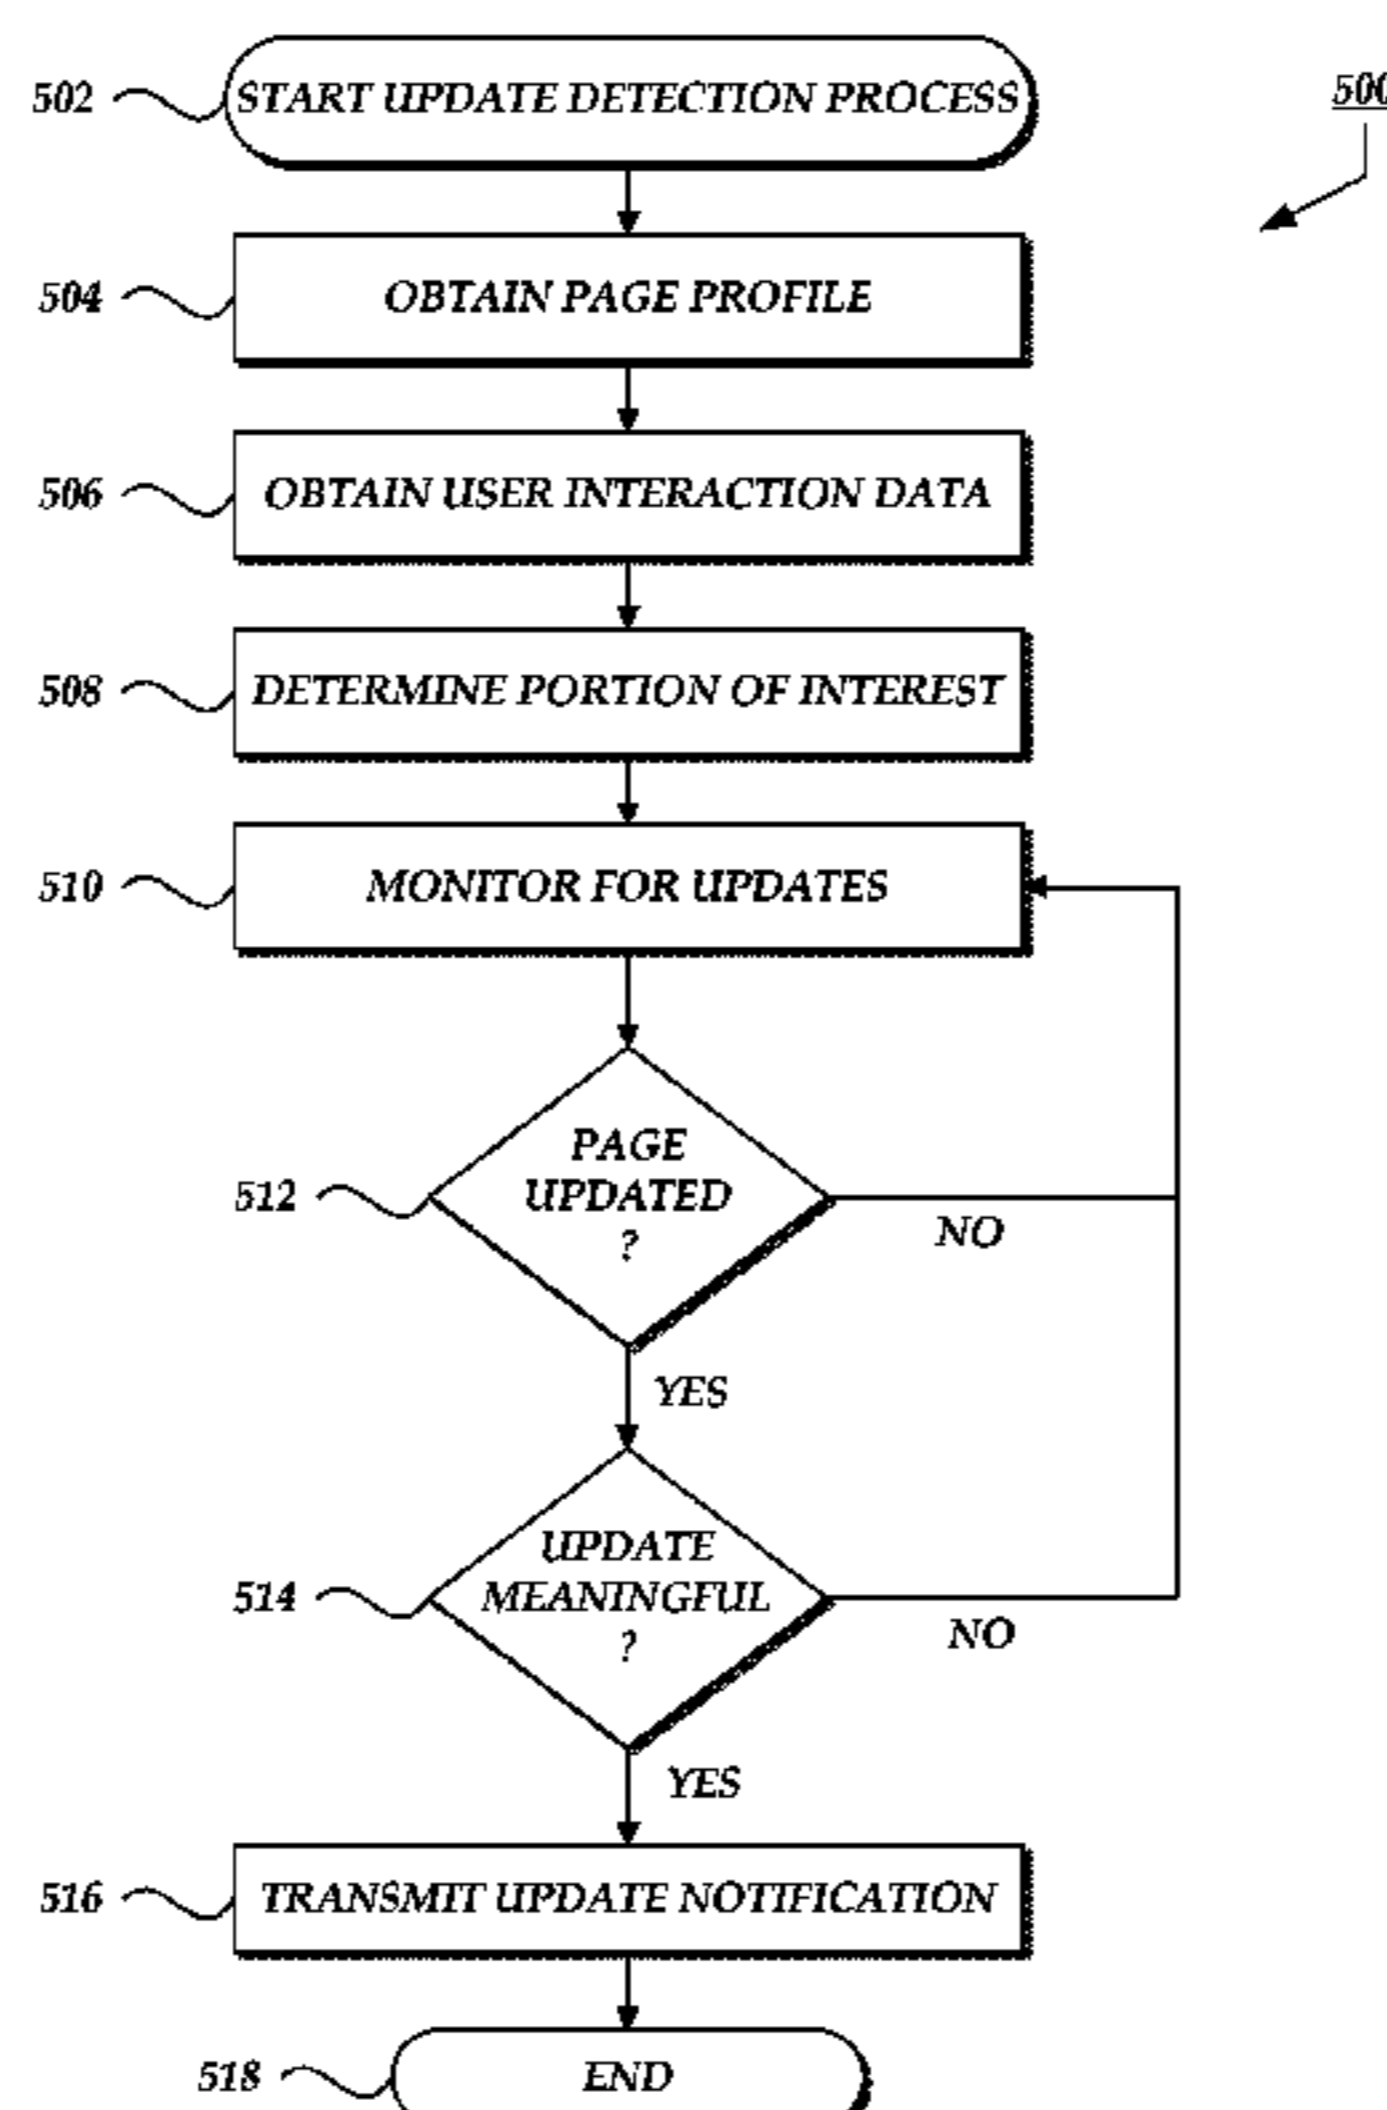 502 START UPDATE DETECTION PROCESS
500
504 OBTAIN PAGE PROFILE
506 OBTAIN USER INTERACTION DATA
508 DETERMINE PORTION OF INTEREST
510 MONITOR FOR UPDATES
PAGE
512 UPDATED
?
NO
YES
UPDATE
514 MEANINGFUL
?
NO
YES
516 TRANSMIT UPDATE NOTIFICATION
518 END